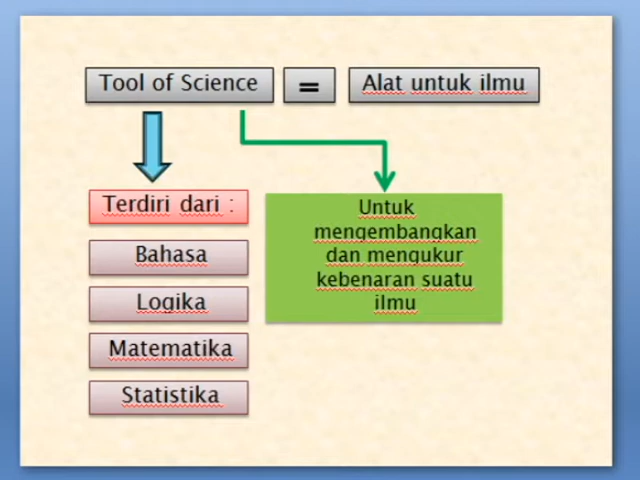 Tool of Science = Alat untuk ilmu
Terdiri dari :
Bahasa
Logika
Matematika
Statistika
Untuk
mengembangkan
dan mengukur
kebenaran suatu
ilmu